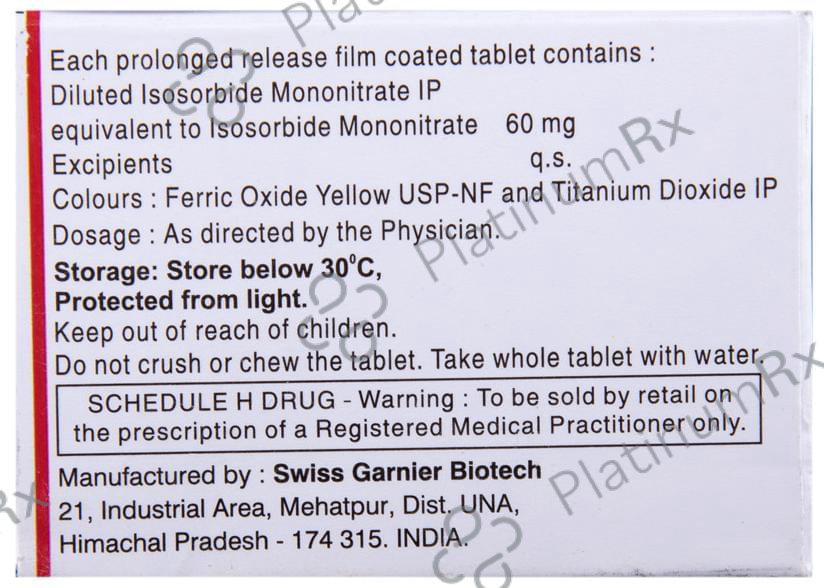 Each prolonged release film coated tablet contains :
Diluted Isosorbide Mononitrate IP
equivalent to Isosorbide Mononitrate 60 mg
Excipients q.s.
Colours : Ferric Oxide Yellow USP-NF and Titanium Dioxide IP
Dosage : As directed by the Physician.
Storage: Store below 30⁰C,
Protected from light.
Keep out of reach of children.
Do not crush or chew the tablet. Take whole tablet with water.
SCHEDULE H DRUG - Warning : To be sold by retail on
the prescription of a Registered Medical Practitioner only.
Manufactured by : Swiss Garnier Biotech
21, Industrial Area, Mehatpur, Dist. UNA,
Himachal Pradesh - 174 315. INDIA.
PlatinumRx
PlatinumRx
Rx